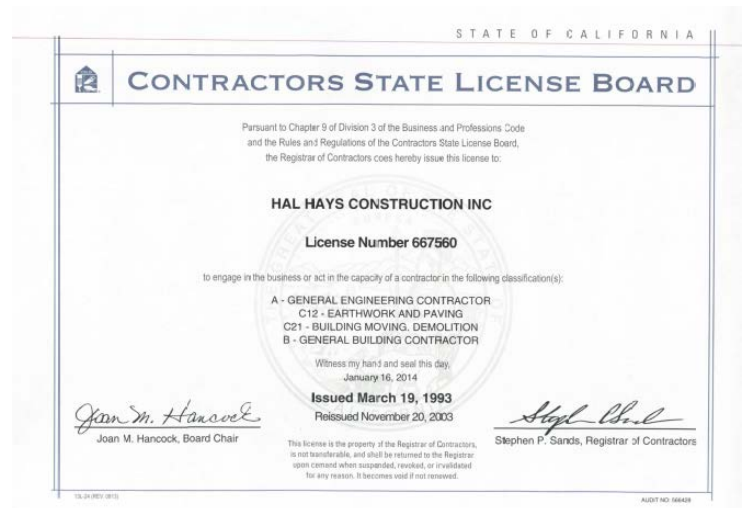 STATE OF CALIFORNIA
CONTRACTORS STATE LICENSE BOARD
Pursuant to Chapter 9 of Division 3 of the Business and Professions Code
and the Rules and Regulations of the Contractors State License Board,
the Registrar of Contractors does hereby issue this license to:
HAL HAYS CONSTRUCTION INC
License Number 667560
to engage in the business or act in the capacity of a contractor in the following classification(s):
A - GENERAL ENGINEERING CONTRACTOR
C12 - EARTHWORK AND PAVING
C21 - BUILDING MOVING, DEMOLITION
B - GENERAL BUILDING CONTRACTOR
Witness my hand and seal this day,
January 16, 2014
Issued March 19, 1993
Reissued November 20, 2003
Joan M. Hancock
Joan M. Hancock, Board Chair
Stephen P. Sands, Registrar of Contractors
This license is the property of the Registrar of Contractors,
is not transferable, and shall be returned to the Registrar
upon demand when suspended, revoked, or invalidated
for any reason. It becomes void if not renewed.
AUDIT NO: